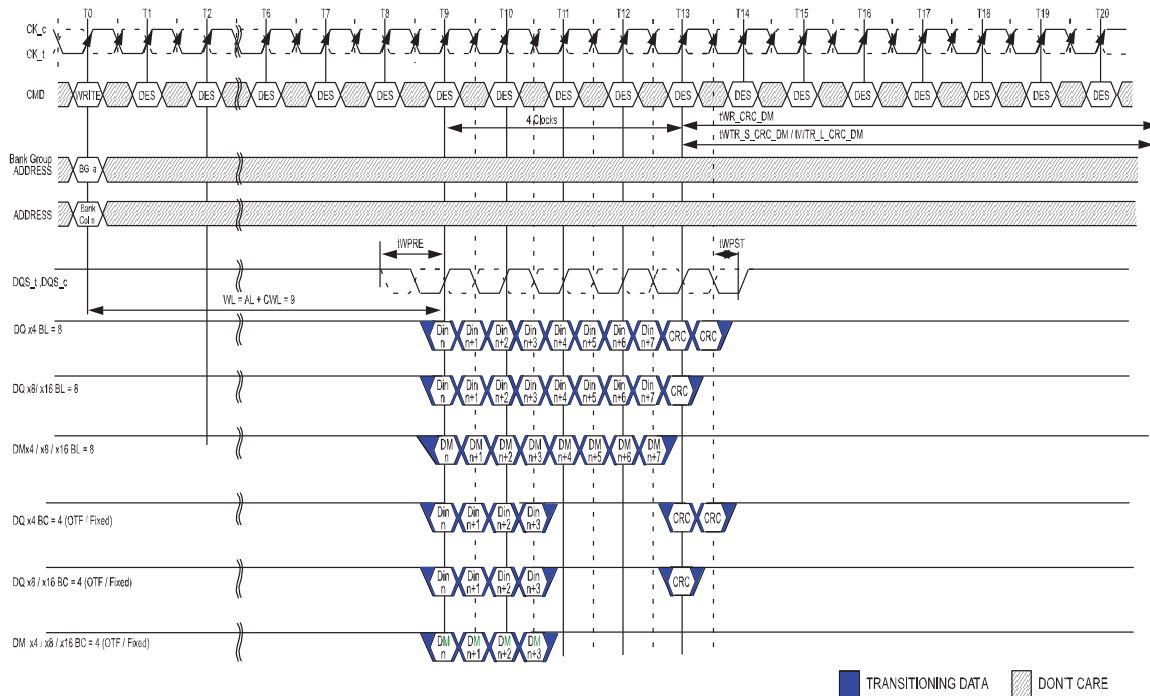 T0 T1 T2 T6 T7 T8 T9 T10 T11 T12 T13 T14 T15 T16 T17 T18 T19 T20
CK_c
CK_t
CMD WRITE DES DES DES DES DES DES DES DES DES DES DES DES DES DES DES DES DES
4 Clocks
tWR_CRC_DM
tWTR_S_CRC_DM / tWTR_L_CRC_DM
Bank Group
ADDRESS
BG a
ADDRESS
Bank
Col n
tWPRE
tWPST
DQS_t ,DQS_c
WL = AL + CWL = 9
DQ x4 BL = 8
Din Din Din Din Din Din Din Din CRC CRC
n n+1 n+2 n+3 n+4 n+5 n+6 n+7
DQ x8/ x16 BL = 8
Din Din Din Din Din Din Din Din CRC
n n+1 n+2 n+3 n+4 n+5 n+6 n+7
DMx4 / x8 / x16 BL = 8
DM DM DM DM DM DM DM DM
n n+1 n+2 n+3 n+4 n+5 n+6 n+7
DQ x4 BC = 4 (OTF / Fixed)
Din Din Din Din CRC CRC
n n+1 n+2 n+3
DQ x8 / x16 BC = 4 (OTF / Fixed)
Din Din Din Din CRC
n n+1 n+2 n+3
DM x4 / x8 / x16 BC = 4 (OTF / Fixed)
DM DM DM DM
n n+1 n+2 n+3
TRANSITIONING DATA
DON'T CARE